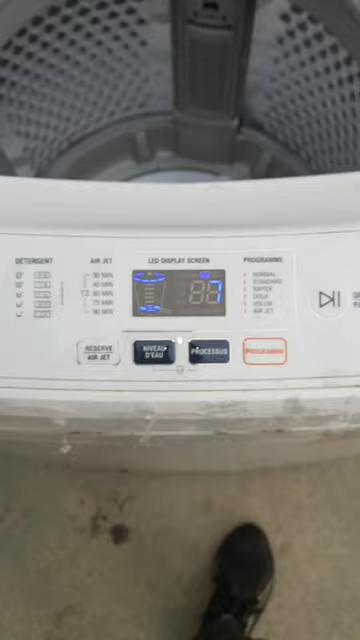 DÉTERGENT
AIR JET
30 MIN
45 MIN
60 MIN
75 MIN
90 MIN
LED DISPLAY SCREEN
PROGRAMME
NORMAL
STANDARD
RAPIDE
DOUX
VOLUM
AIR JET
RÉSERVE
AIR JET
NIVEAU
D'EAU
PROCESSUS
PROGRAMME